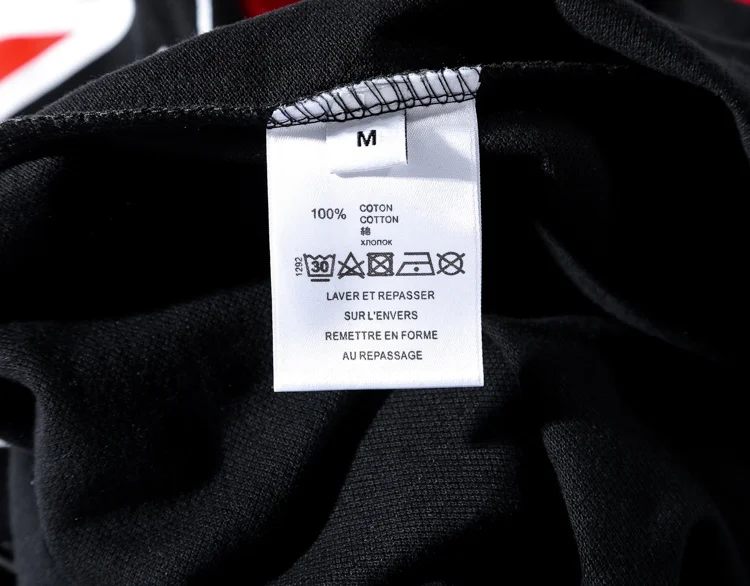 M
100% COTON
COTTON
綿
хлопок
1292 30
LAVER ET REPASSER
SUR L'ENVERS
REMETTRE EN FORME
AU REPASSAGE